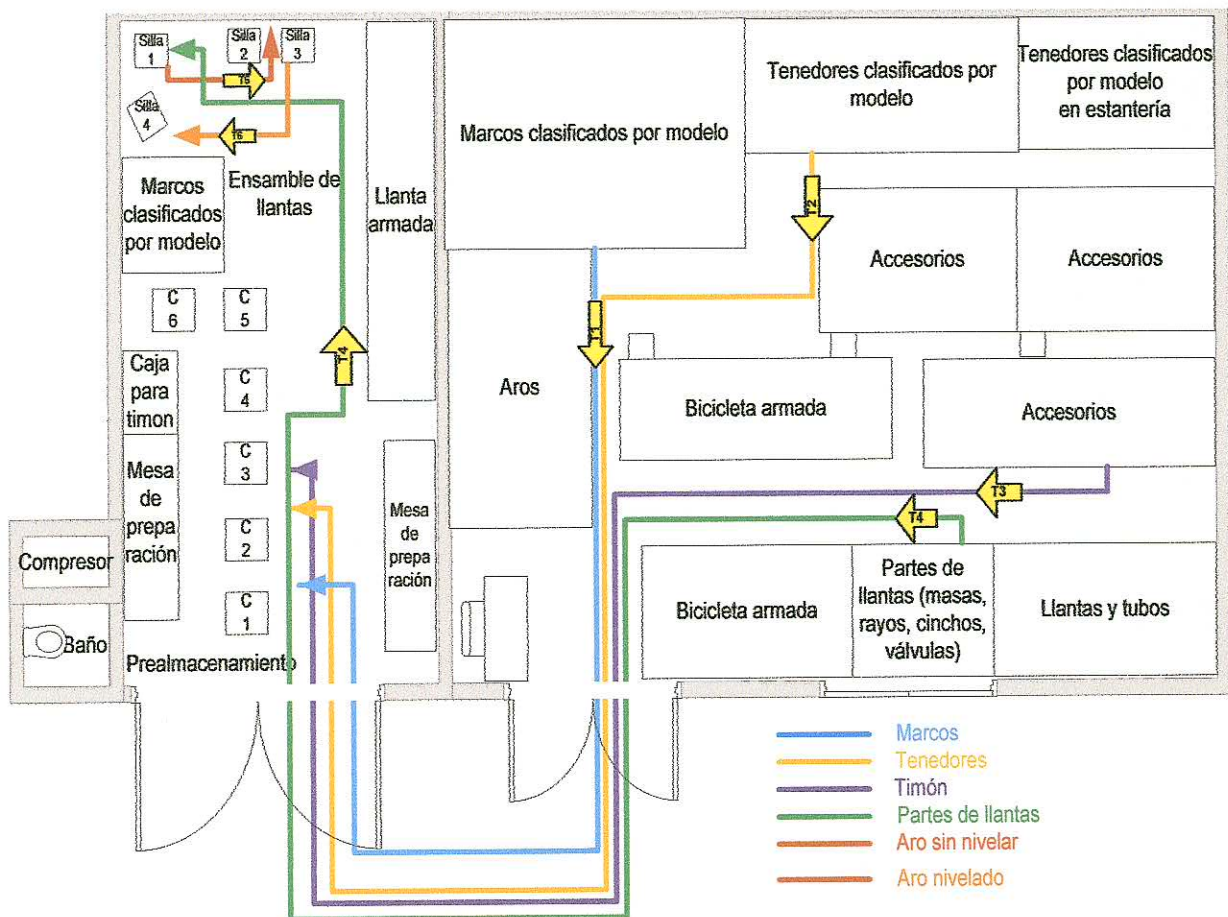 Silla
1
Silla
2
Silla
3
T5
Silla
4
T6
Marcos
clasificados
por modelo
Ensamble de
llantas
Llanta
armada
C
6
C
5
T4
Caja
para
timon
C
4
C
3
Mesa
de
prepa
ración
C
2
C
1
Mesa
de
prepa
ración
Compresor
Baño
Prealmacenamiento
Marcos clasificados por modelo
Tenedores clasificados por
modelo
Tenedores clasificados
por modelo
en estantería
T2
Accesorios
Accesorios
T1
Aros
Bicicleta armada
Accesorios
T3
T4
Bicicleta armada
Partes de
llantas (masas,
rayos, cinchos,
válvulas)
Llantas y tubos
Marcos
Tenedores
Timón
Partes de llantas
Aro sin nivelar
Aro nivelado